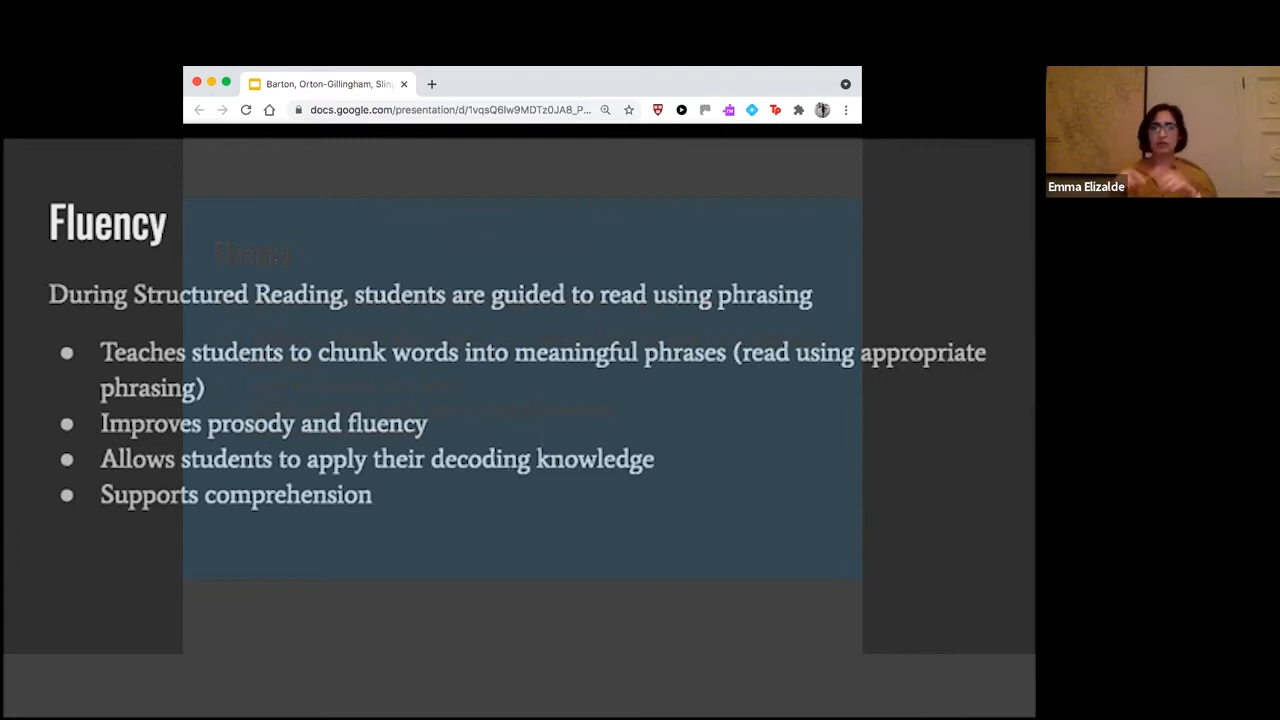 Barton, Orton-Gillingham, Slin
docs.google.com/presentation/d/1vqsQ6Iw9MDTz0JA8_P...
Emma Elizalde
Fluency
Fluency
During Structured Reading, students are guided to read using phrasing
● Teaches students to chunk words into meaningful phrases (read using appropriate
phrasing)
● Improves prosody and fluency
● Allows students to apply their decoding knowledge
● Supports comprehension